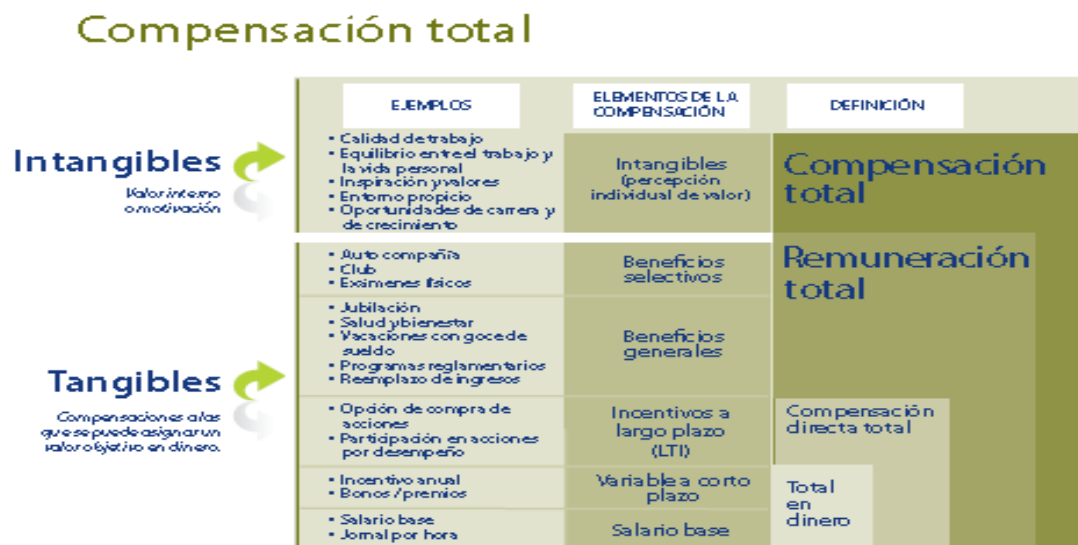 Compensación total
EJEMPLOS
ELEMENTOS DE LA
COMPENSACIÓN
DEFINICIÓN
Intangibles
Valor interno
o motivación
• Calidad de trabajo
• Equilibrio entre el trabajo y
la vida personal
• Inspiración y valores
• Entorno propicio
• Oportunidades de carrera y
de crecimiento
Intangibles
(percepción
individual de valor)
Compensación
total
• Auto compañía
• Club
• Exámenes físicos
Beneficios
selectivos
Remuneración
total
Tangibles
Compensaciones a las
que se puede asignar un
valor objetivo en dinero.
• Jubilación
• Salud y bienestar
• Vacaciones con goce de
sueldo
• Programas reglamentarios
• Reemplazo de ingresos
Beneficios
generales
• Opción de compra de
acciones
• Participación en acciones
por desempeño
Incentivos a
largo plazo
(LTI)
Compensación
directa total
• Incentivo anual
• Bonos / premios
Variable a corto
plazo
Total
en
dinero
• Salario base
• Jornal por hora
Salario base